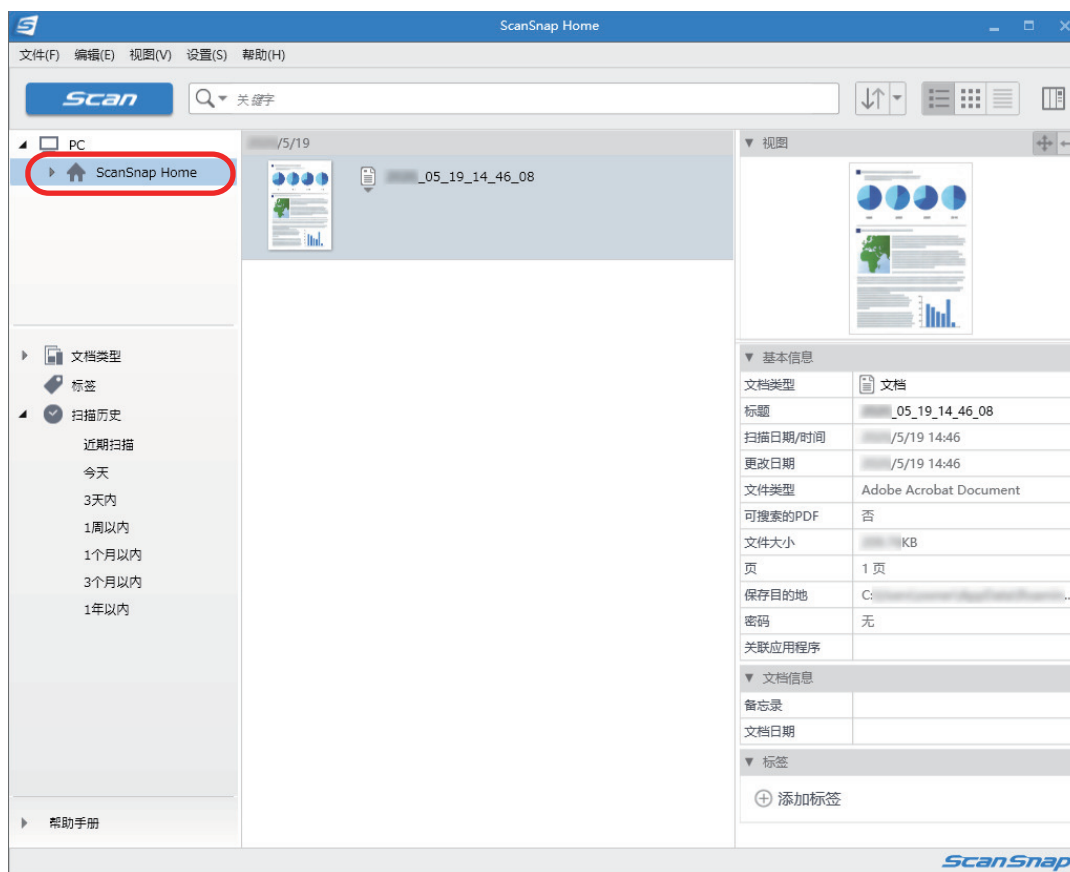 ScanSnap Home
文件(F) 编辑(E) 视图(V) 设置(S) 帮助(H)
Scan
关键字
PC
ScanSnap Home
文档类型
标签
扫描历史
近期扫描
今天
3天内
1周以内
1个月以内
3个月以内
1年以内
帮助手册
/5/19
_05_19_14_46_08
视图
基本信息
文档类型 文档
标题 _05_19_14_46_08
扫描日期/时间 /5/19 14:46
更改日期 /5/19 14:46
文件类型 Adobe Acrobat Document
可搜索的PDF 否
文件大小 KB
页 1 页
保存目的地 C:
密码 无
关联应用程序
文档信息
备忘录
文档日期
标签
添加标签
ScanSnap